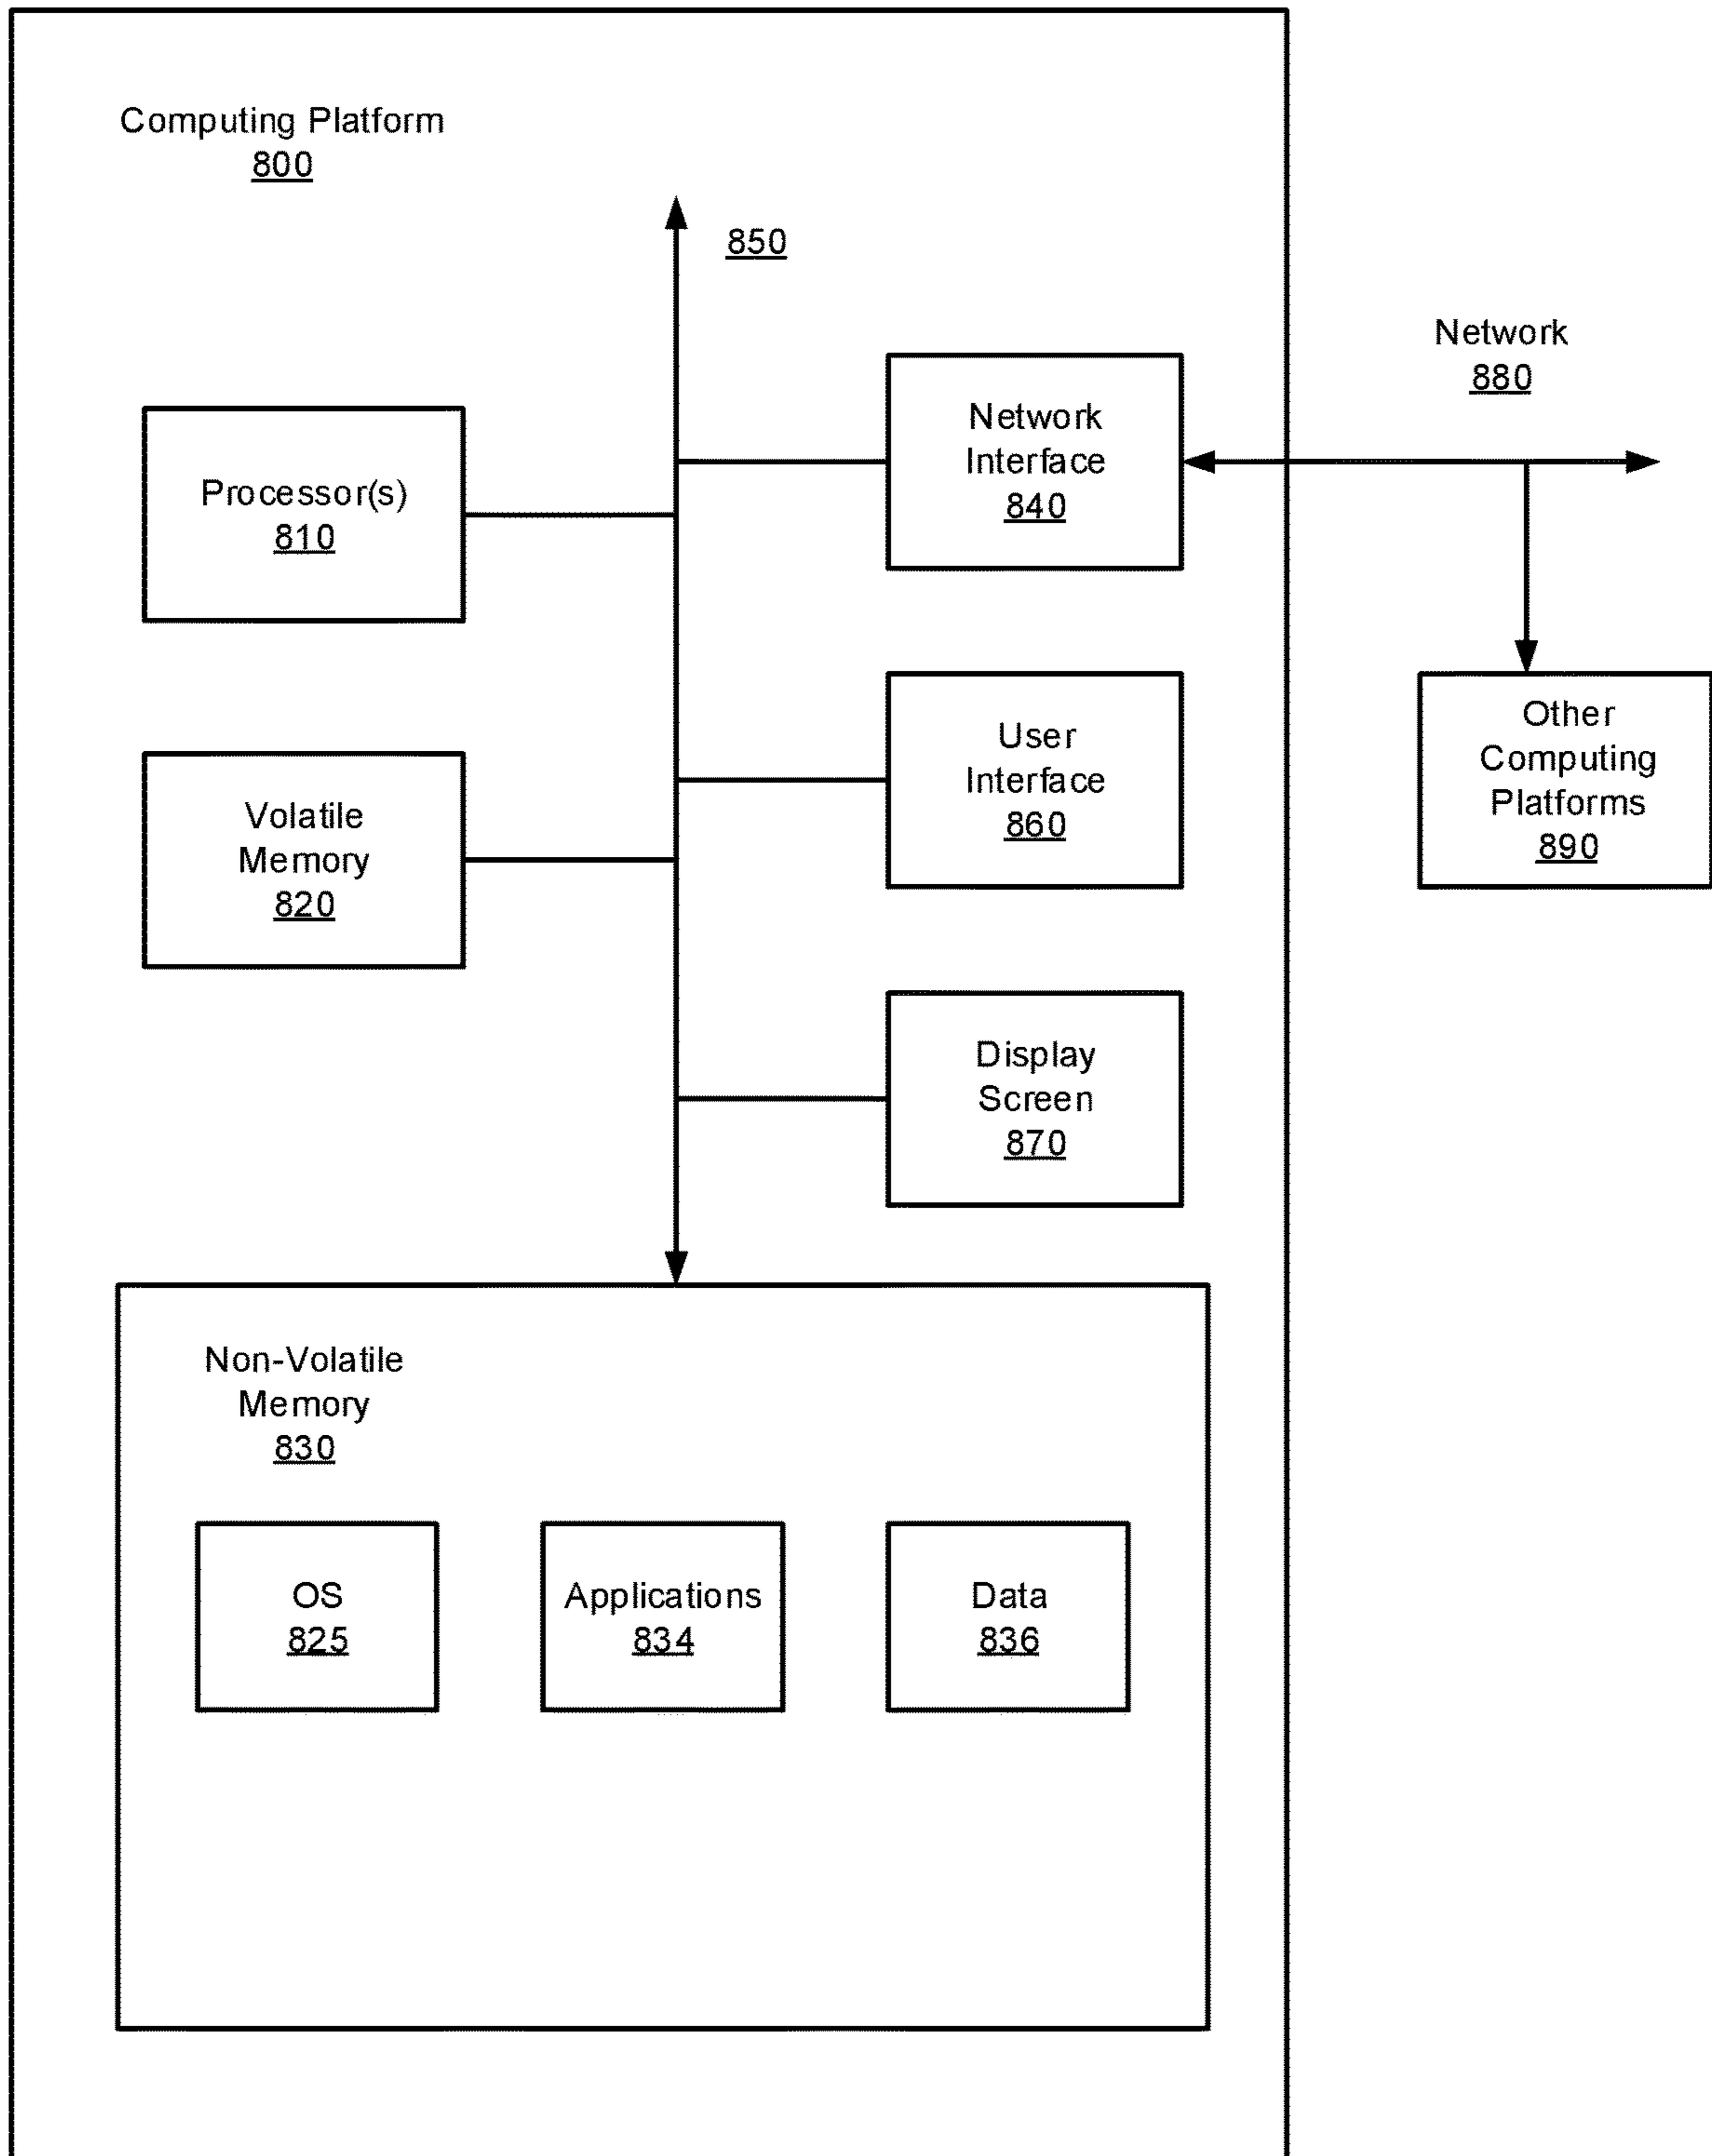 Computing Platform
800
850
Network
880
Network
Interface
840
Processor(s)
810
User
Interface
860
Other
Computing
Platforms
890
Volatile
Memory
820
Display
Screen
870
Non-Volatile
Memory
830
OS
825
Applications
834
Data
836